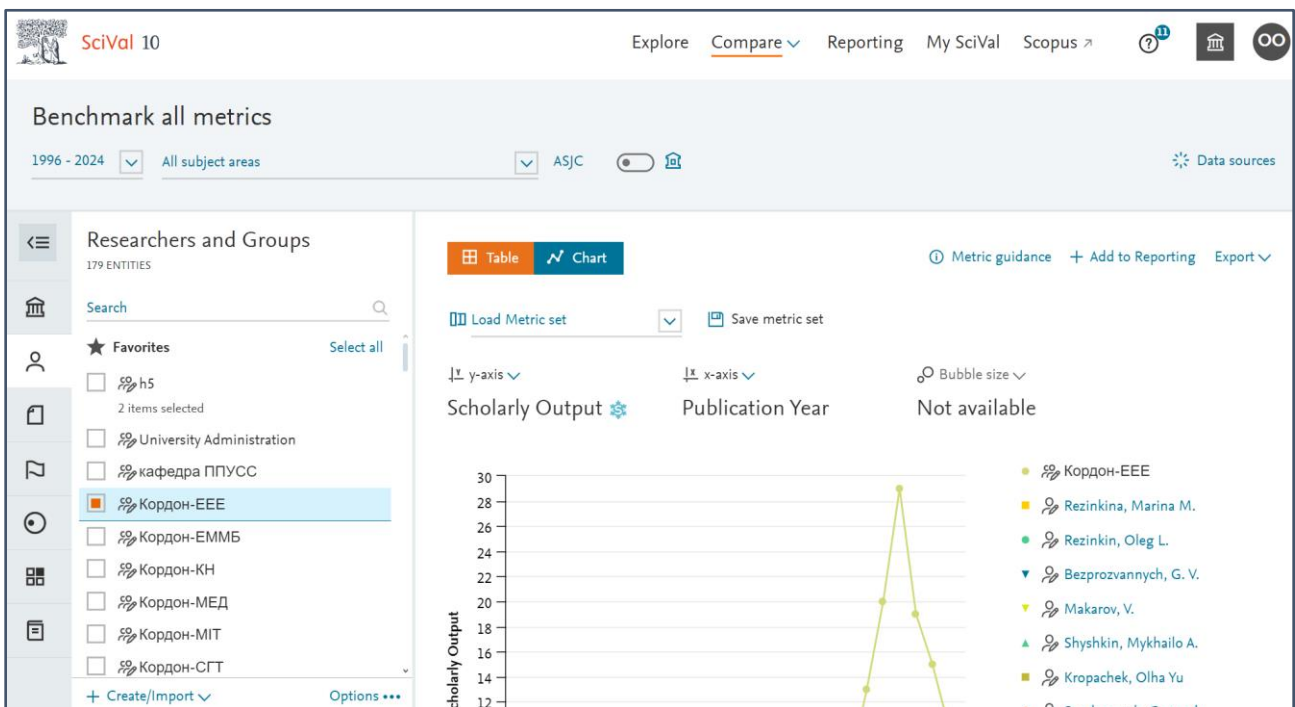 SciVal 10
Explore Compare Reporting My SciVal Scopus 11 OO
Benchmark all metrics
1996 - 2024 All subject areas ASJC Data sources
Researchers and Groups
179 ENTITIES
Search
Favorites Select all
h5
2 items selected
University Administration
кафедра ППУСС
Кордон-ЕЕЕ
Кордон-ЕММБ
Кордон-КН
Кордон-МЕД
Кордон-МІТ
Кордон-СГТ
+ Create/Import Options •••
Table Chart
Metric guidance + Add to Reporting Export
Load Metric set Save metric set
y-axis x-axis Bubble size
Scholarly Output Publication Year Not available
30
28
26
24
22
20
18
16
14
12
Scholarly Output
Кордон-ЕЕЕ
Rezinkina, Marina M.
Rezinkin, Oleg L.
Bezprozvannych, G. V.
Makarov, V.
Shyshkin, Mykhailo A.
Kropachek, Olha Yu